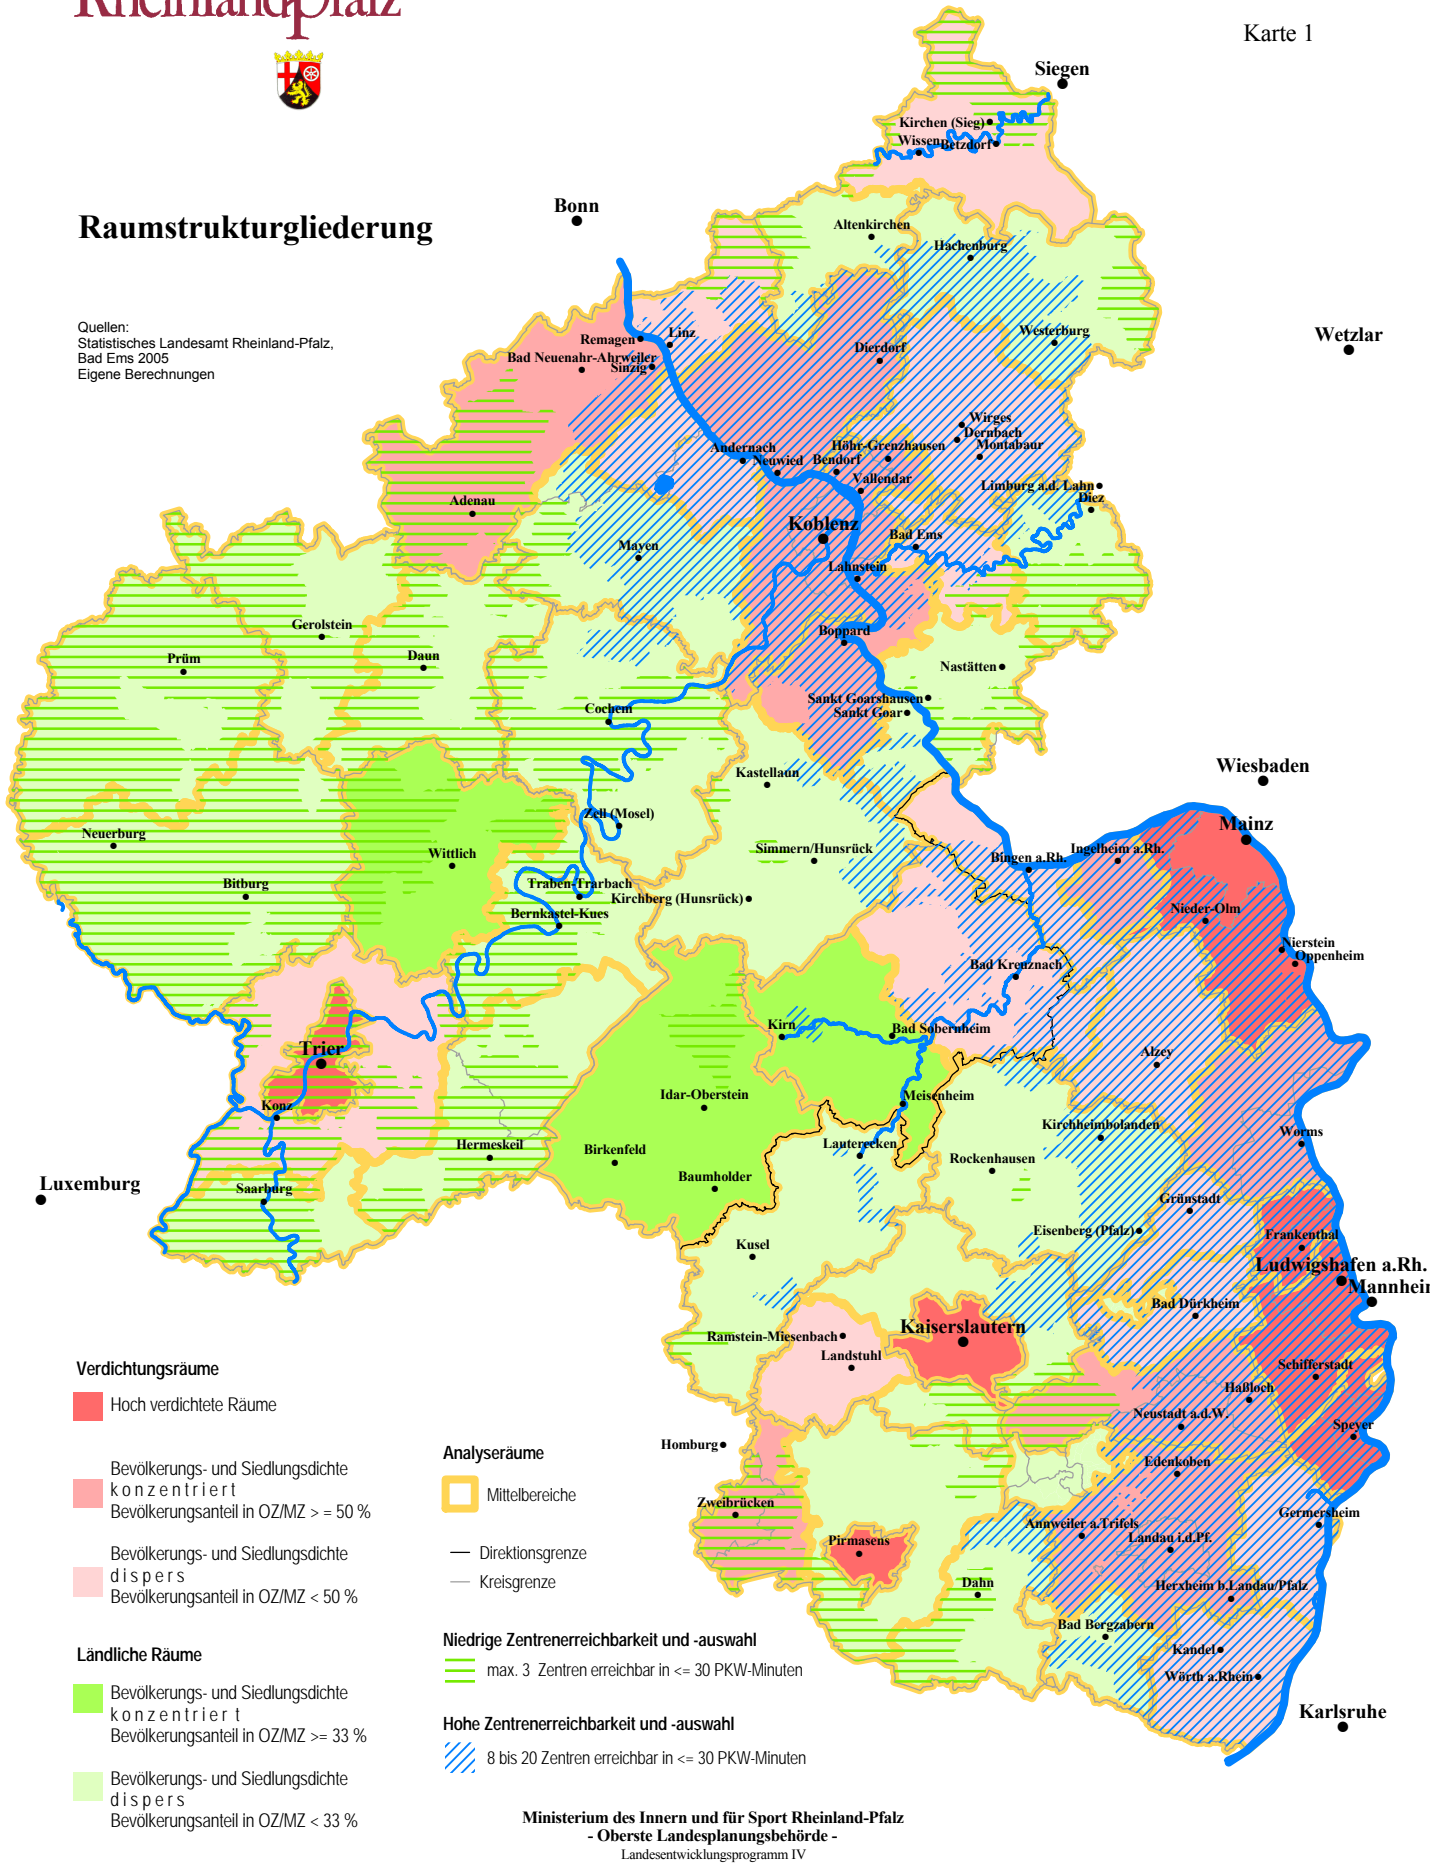 Rheinlandpfalz
Karte 1
Siegen
Kirchen (Sieg)
Wissen
Betzdorf
Bonn
Raumstrukturgliederung
Altenkirchen
Hachenburg
Quellen:
Statistisches Landesamt Rheinland-Pfalz,
Bad Ems 2005
Eigene Berechnungen
Wetzlar
Westerburg
Linz
Remagen
Bad Neuenahr-Ahrweiler
Sinzig
Dierdorf
Wirges
Dernbach
Montabaur
Höhr-Grenzhausen
Andernach
Neuwied
Bendorf
Vallendar
Limburg a.d. Lahn
Diez
Adenau
Koblenz
Bad Ems
Mayen
Lahnstein
Gerolstein
Boppard
Prüm
Daun
Nastätten
Cochem
Sankt Goarshausen
Sankt Goar
Kastellaun
Wiesbaden
Zell (Mosel)
Mainz
Neuerburg
Wittlich
Simmern/Hunsrück
Bingen a.Rh.
Ingelheim a.Rh.
Bitburg
Traben-Trarbach
Kirchberg (Hunsrück)
Bernkastel-Kues
Nieder-Olm
Nierstein
Oppenheim
Bad Kreuznach
Kirn
Bad Sobernheim
Trier
Alzey
Idar-Oberstein
Meisenheim
Konz
Kirchheimbolanden
Hermeskeil
Birkenfeld
Lauterecken
Worms
Rockenhausen
Baumholder
Luxemburg
Saarburg
Grünstadt
Eisenberg (Pfalz)
Frankenthal
Kusel
Ludwigshafen a.Rh.
Mannheim
Bad Dürkheim
Ramstein-Miesenbach
Kaiserslautern
Landstuhl
Schifferstadt
Haßloch
Neustadt a.d.W.
Speyer
Homburg
Edenkoben
Zweibrücken
Germersheim
Annweiler a.Trifels
Landau i.d.Pf.
Pirmasens
Dahn
Herxheim b.Landau/Pfalz
Bad Bergzabern
Kandel
Wörth a.Rhein
Karlsruhe
Verdichtungsräume
Hoch verdichtete Räume
Bevölkerungs- und Siedlungsdichte
konzentriert
Bevölkerungsanteil in OZ/MZ > = 50 %
Bevölkerungs- und Siedlungsdichte
dispers
Bevölkerungsanteil in OZ/MZ < 50 %
Ländliche Räume
Bevölkerungs- und Siedlungsdichte
konzentriert
Bevölkerungsanteil in OZ/MZ >= 33 %
Bevölkerungs- und Siedlungsdichte
dispers
Bevölkerungsanteil in OZ/MZ < 33 %
Analyseräume
Mittelbereiche
Direktionsgrenze
Kreisgrenze
Niedrige Zentrenerreichbarkeit und -auswahl
max. 3 Zentren erreichbar in <= 30 PKW-Minuten
Hohe Zentrenerreichbarkeit und -auswahl
8 bis 20 Zentren erreichbar in <= 30 PKW-Minuten
Ministerium des Innern und für Sport Rheinland-Pfalz
- Oberste Landesplanungsbehörde -
Landesentwicklungsprogramm IV